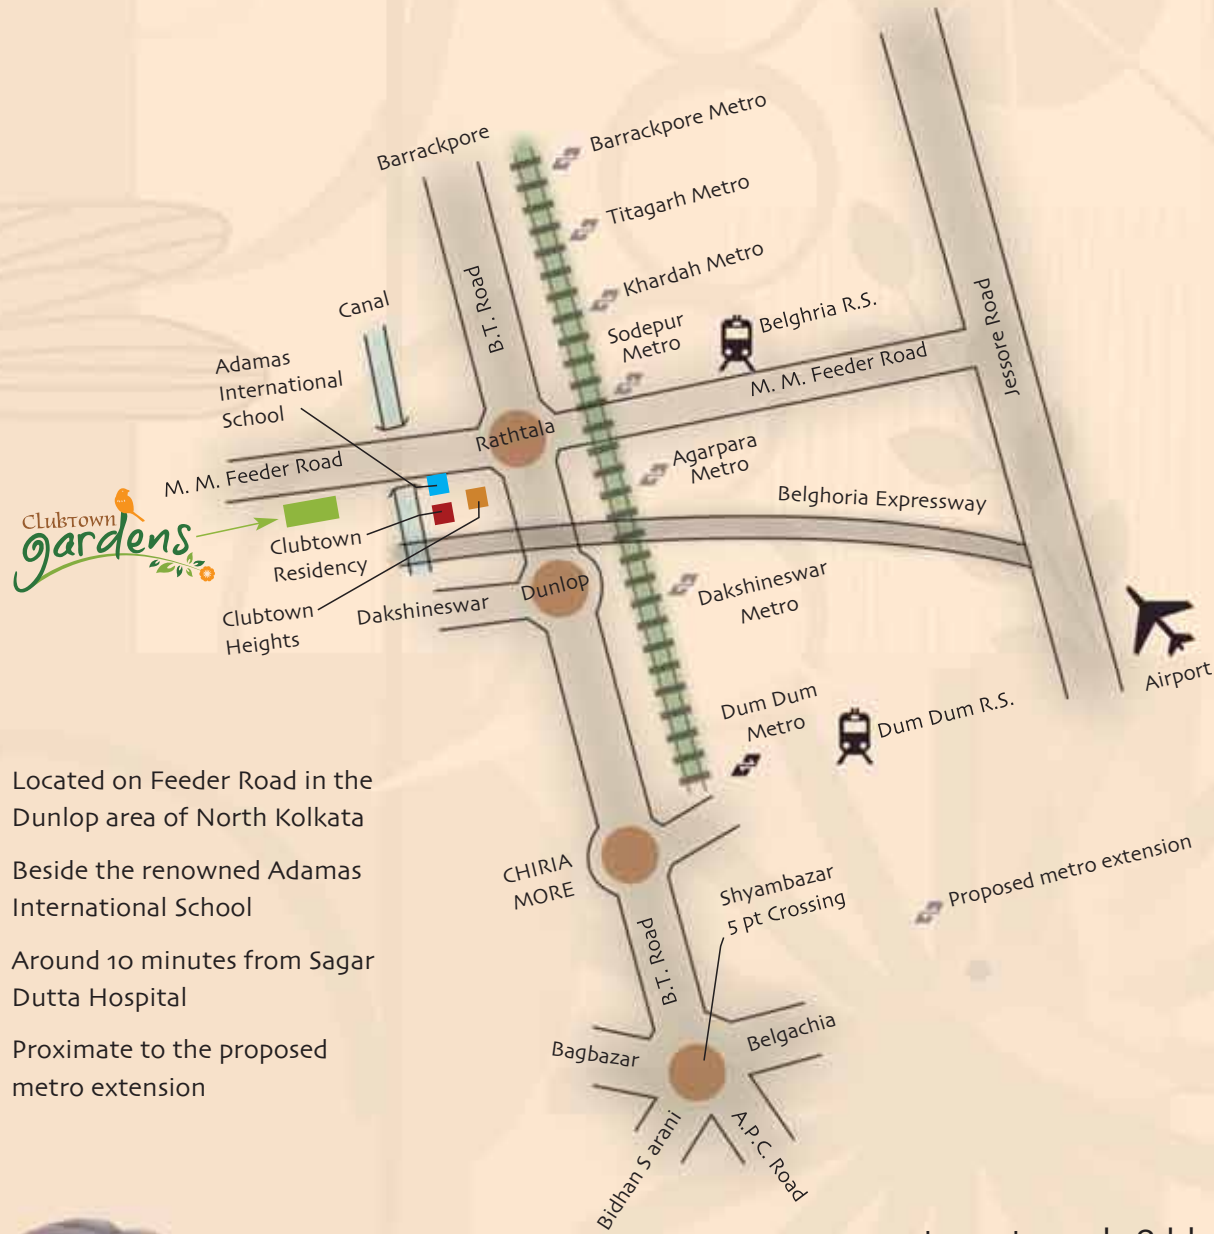 Barrackpore
Barrackpore Metro
Titagarh Metro
Khardah Metro
Canal
B.T. Road
Sodepur
Metro
Belghria R.S.
Jessore Road
Adamas
International
School
M. M. Feeder Road
Rathtala
M. M. Feeder Road
Agarpara
Metro
Belghoria Expressway
Clubtown
gardens
Clubtown
Residency
Clubtown
Heights
Dakshineswar
Dunlop
Dakshineswar
Metro
Airport
Dum Dum
Metro
Dum Dum R.S.
Located on Feeder Road in the
Dunlop area of North Kolkata
Beside the renowned Adamas
International School
Around 10 minutes from Sagar
Dutta Hospital
Proximate to the proposed
metro extension
CHIRIA
MORE
Shyambazar
5 pt Crossing
Proposed metro extension
B.T. Road
Bagbazar
Belgachia
Bidhan S arani
A.P.C. Road